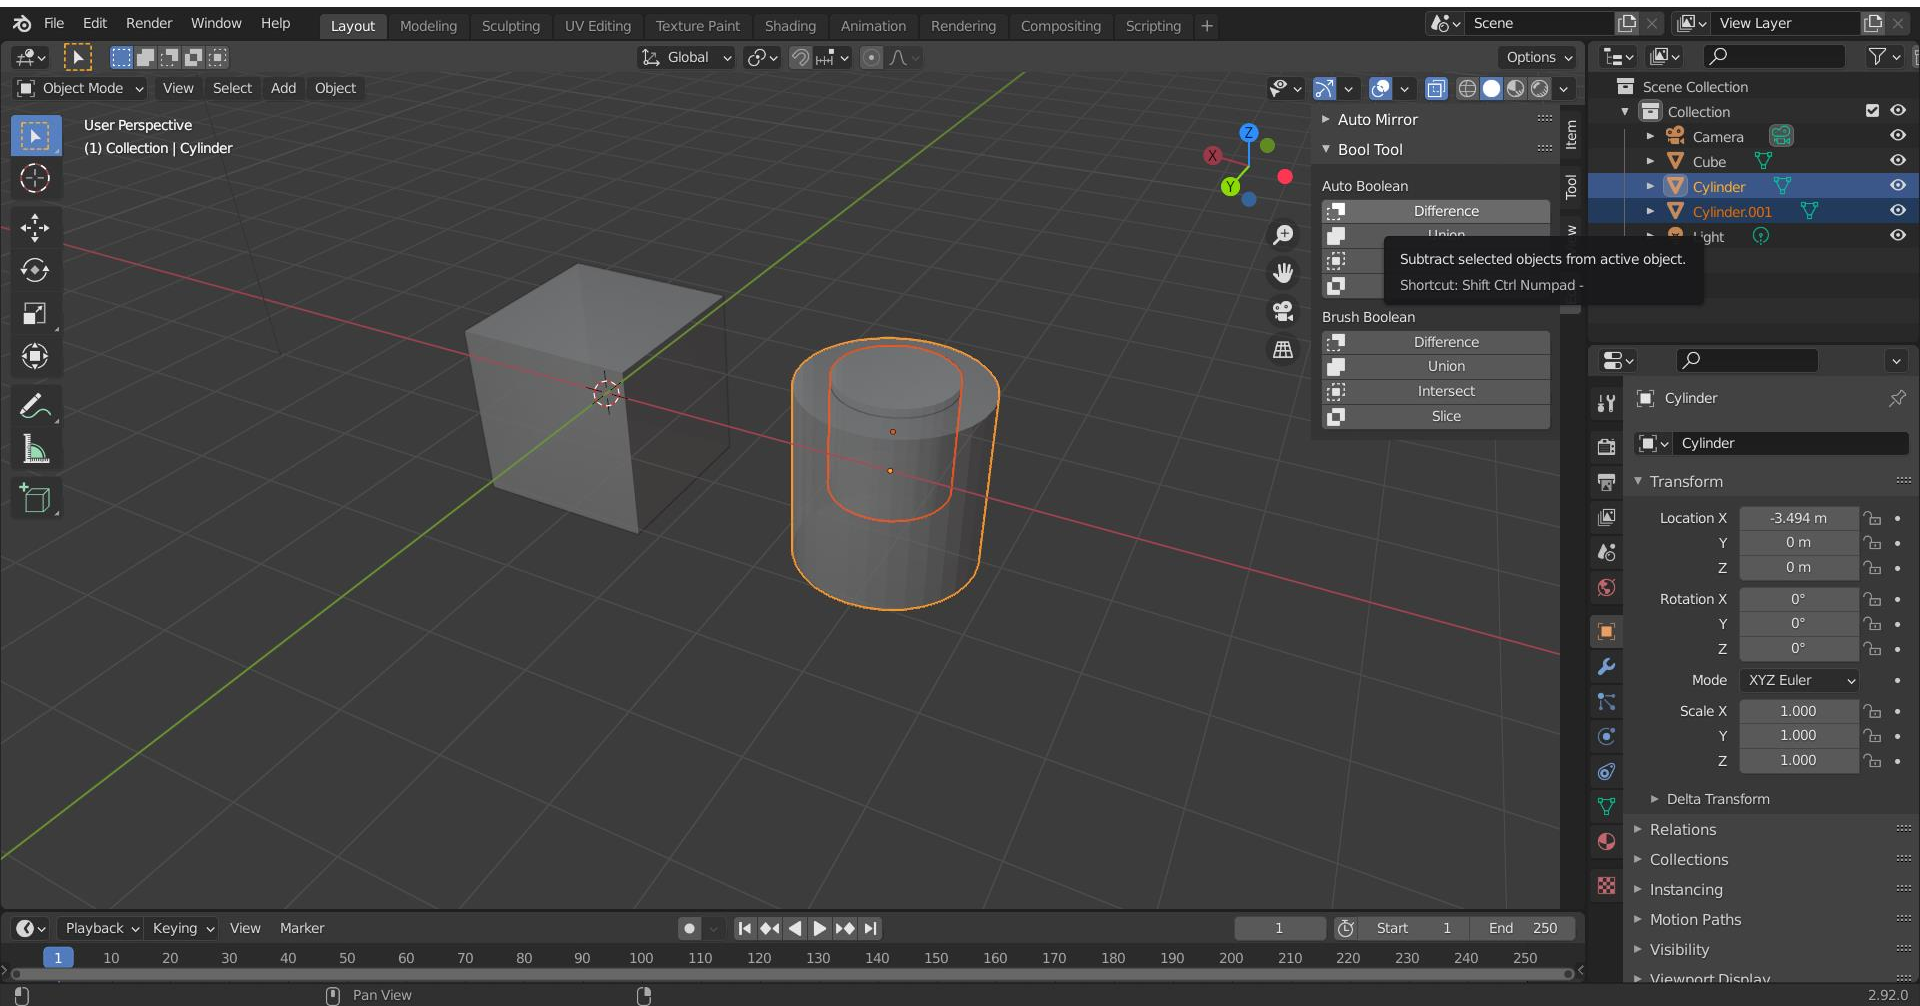 File Edit Render Window Help Layout Modeling Sculpting UV Editing Texture Paint Shading Animation Rendering Compositing Scripting + Scene View Layer
Global Options
Object Mode View Select Add Object
User Perspective
(1) Collection | Cylinder
Z
X
Y
Auto Mirror
Bool Tool
Auto Boolean
Difference
Union
Subtract selected objects from active object.
Shortcut: Shift Ctrl Numpad -
Brush Boolean
Difference
Union
Intersect
Slice
Item
Tool
Scene Collection
Collection
Camera
Cube
Cylinder
Cylinder.001
Light
Cylinder
Cylinder
Transform
Location X -3.494 m
Y 0 m
Z 0 m
Rotation X 0°
Y 0°
Z 0°
Mode XYZ Euler
Scale X 1.000
Y 1.000
Z 1.000
Delta Transform
Relations
Collections
Instancing
Motion Paths
Visibility
Viewport Display
Playback Keying View Marker 1 Start 1 End 250
1 10 20 30 40 50 60 70 80 90 100 110 120 130 140 150 160 170 180 190 200 210 220 230 240 250
Pan View 2.92.0